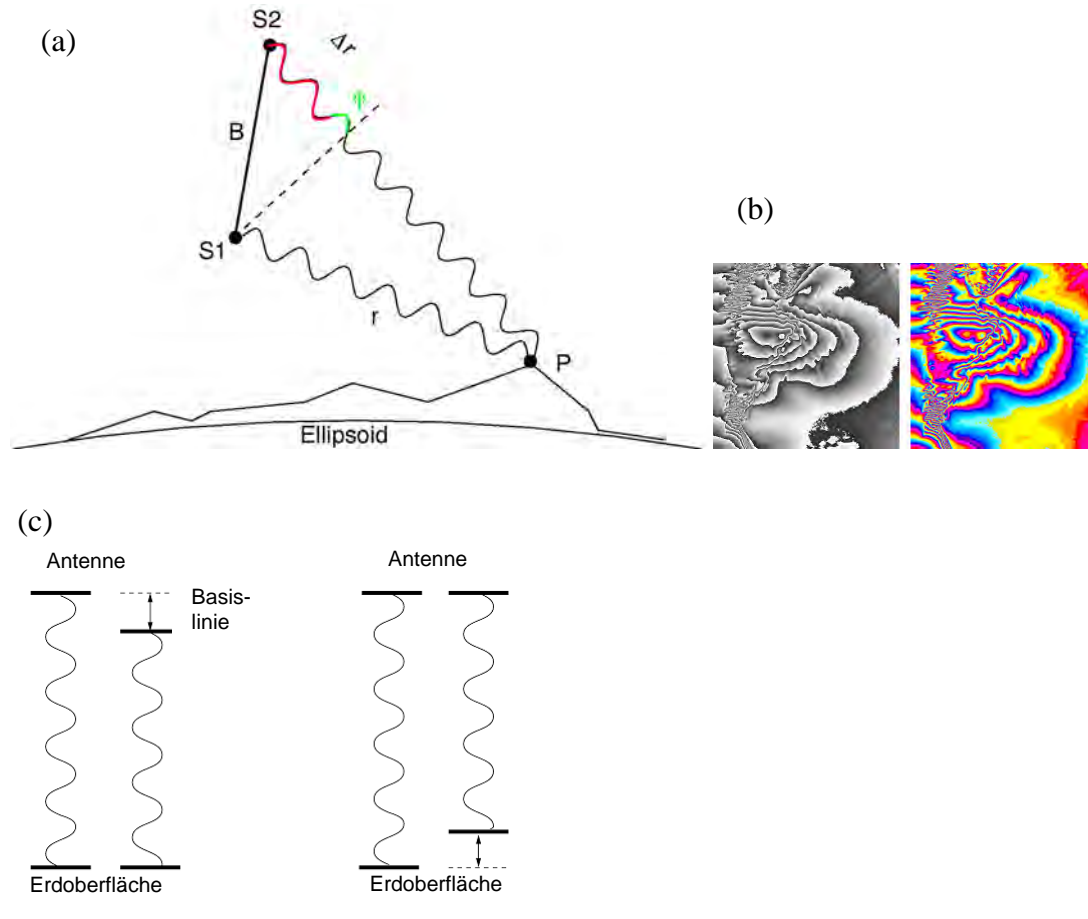 (a)
S2
Δr
ψ
B
S1
r
P
Ellipsoid
(b)
(c)
Antenne
Basis-
linie
Erdoberfläche
Antenne
Erdoberfläche